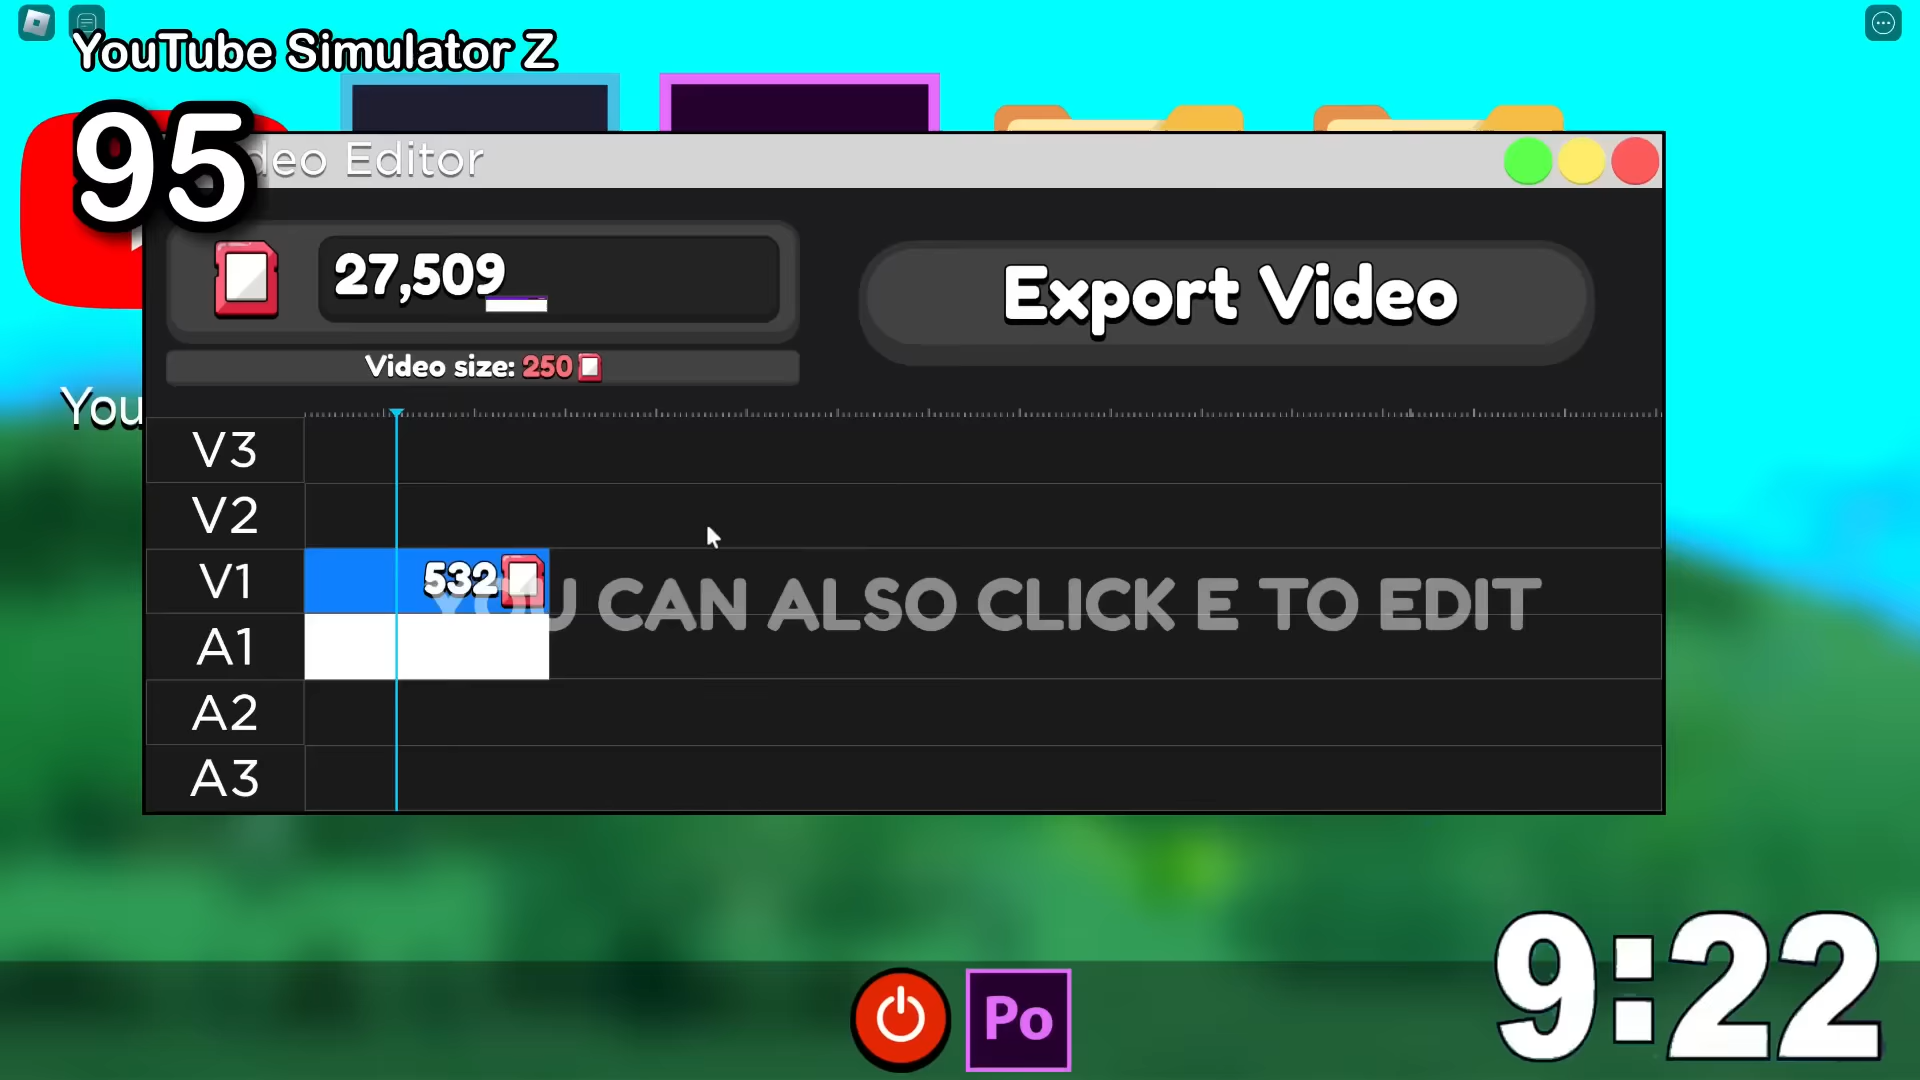 YouTube Simulator Z
95
deo Editor
27,509
Export Video
Video size: 250
You
V3
V2
V1
532
YOU CAN ALSO CLICK E TO EDIT
A1
A2
A3
Po
9:22